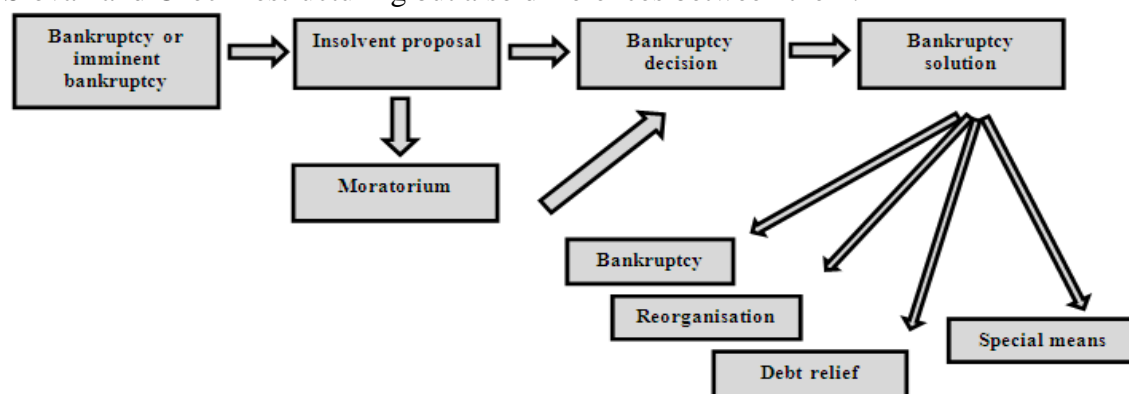 Bankruptcy or
imminent
bankruptcy
Insolvent proposal
Bankruptcy
decision
Bankruptcy
solution
Moratorium
Bankruptcy
Reorganisation
Special means
Debt relief